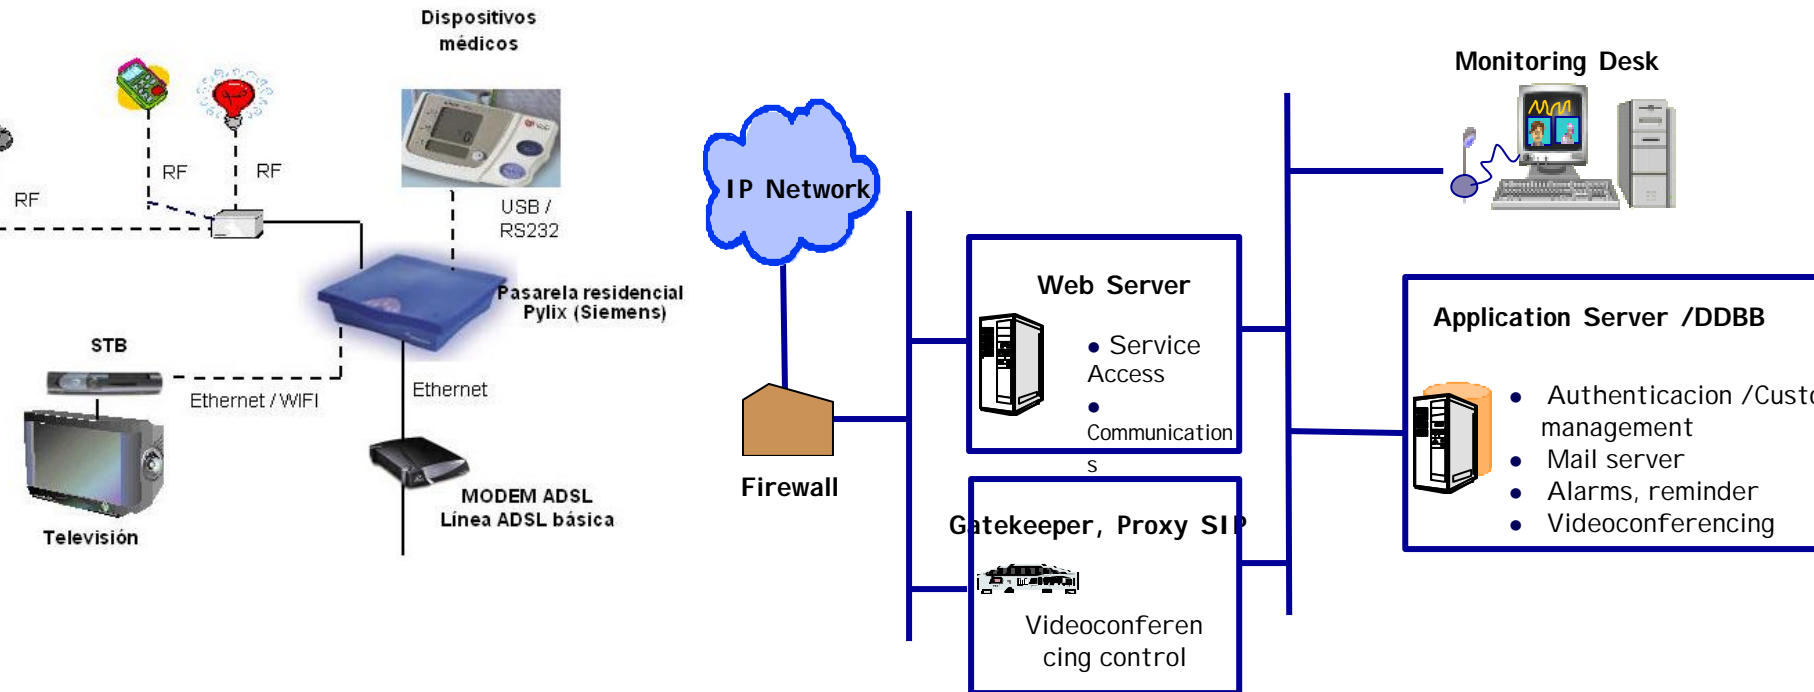 Dispositivos
médicos
RF
RF
RF
USB /
RS232
Pasarela residencial
Pylix (Siemens)
STB
Ethernet / WIFI
Ethernet
MODEM ADSL
Línea ADSL básica
Televisión
IP Network
Firewall
Web Server
● Service
Access
●
Communication
s
Gatekeeper, Proxy SIP
Videoconferen
cing control
Monitoring Desk
Application Server /DDBB
● Authenticacion /Custo
management
● Mail server
● Alarms, reminder
● Videoconferencing